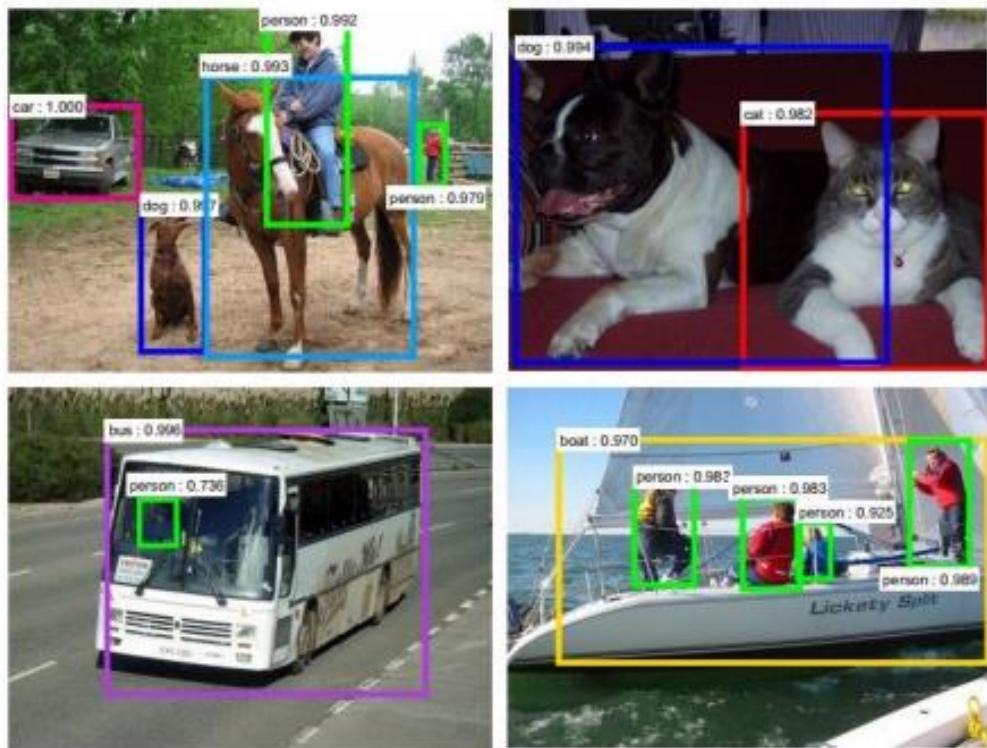 person : 0.992
horse : 0.993
car : 1.000
dog : 0.997
person : 0.979
dog : 0.994
cat : 0.982
bus : 0.996
person : 0.736
boat : 0.970
person : 0.982
person : 0.983
person : 0.925
person : 0.989
Lickety Split